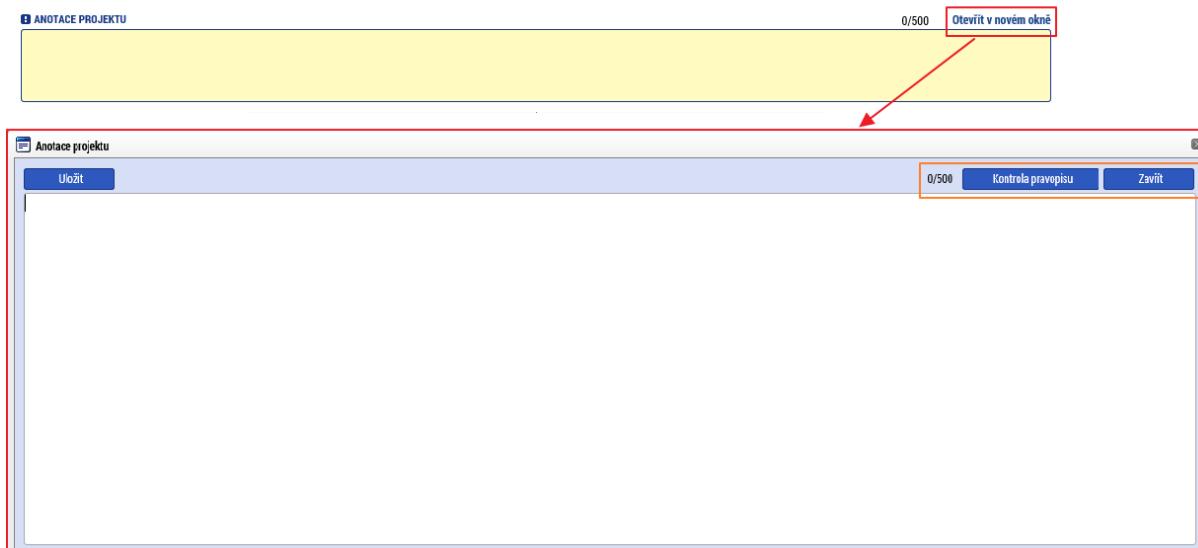 ANOTACE PROJEKTU 0/500 Otevřít v novém okně
Anotace projektu
Uložit 0/500 Kontrola pravopisu Zavřít